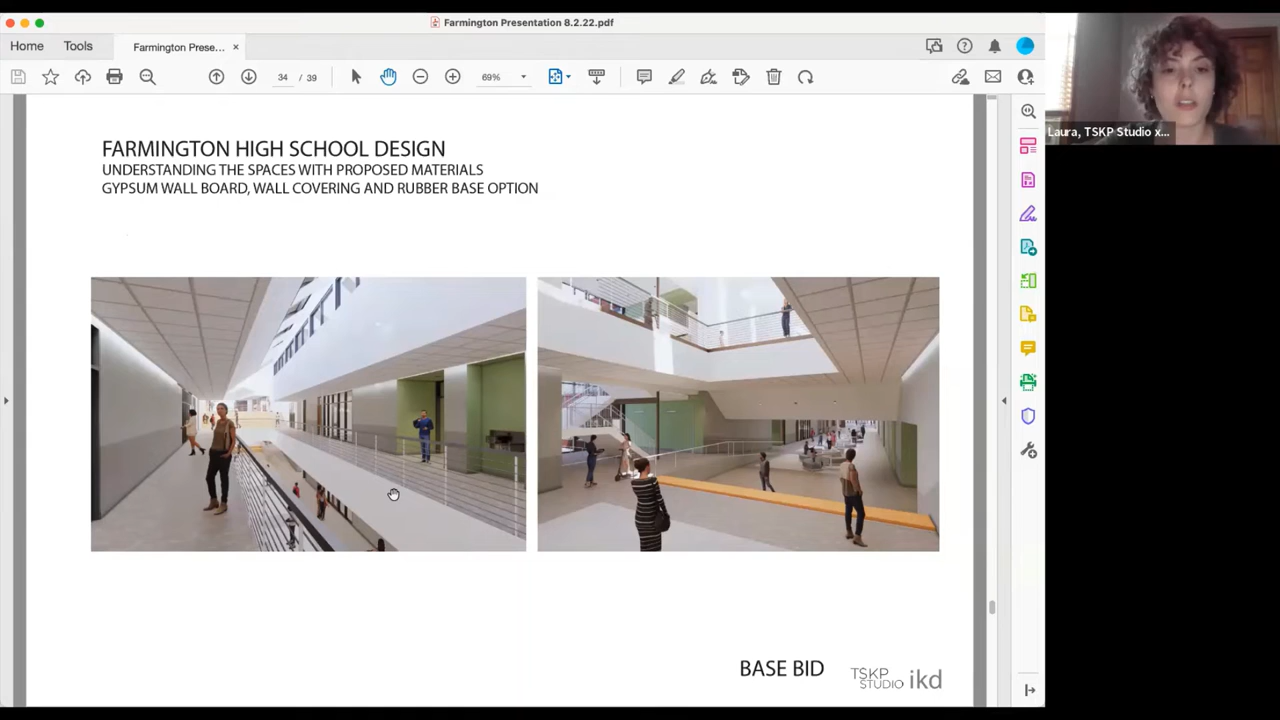 Farmington Presentation 8.2.22.pdf
Home
Tools
Farmington Prese...
34 / 39
69%
Laura, TSKP Studio x...
FARMINGTON HIGH SCHOOL DESIGN
UNDERSTANDING THE SPACES WITH PROPOSED MATERIALS
GYPSUM WALL BOARD, WALL COVERING AND RUBBER BASE OPTION
BASE BID
TSKP
STUDIO
ikd